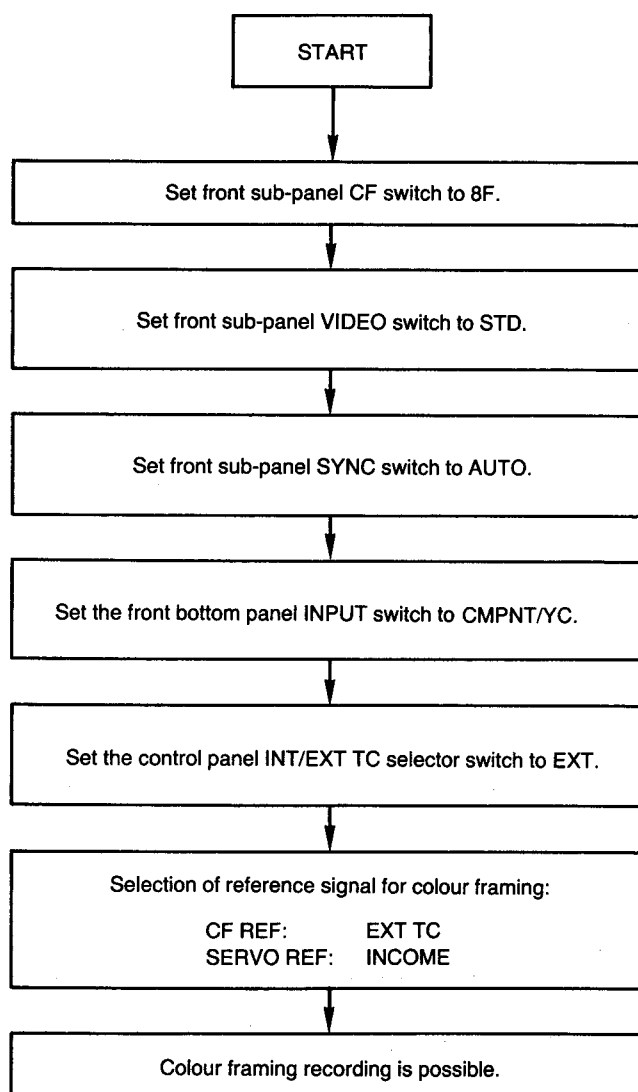 START
Set front sub-panel CF switch to 8F.
Set front sub-panel VIDEO switch to STD.
Set front sub-panel SYNC switch to AUTO.
Set the front bottom panel INPUT switch to CMPNT/YC.
Set the control panel INT/EXT TC selector switch to EXT.
Selection of reference signal for colour framing:
CF REF: EXT TC
SERVO REF: INCOME
Colour framing recording is possible.